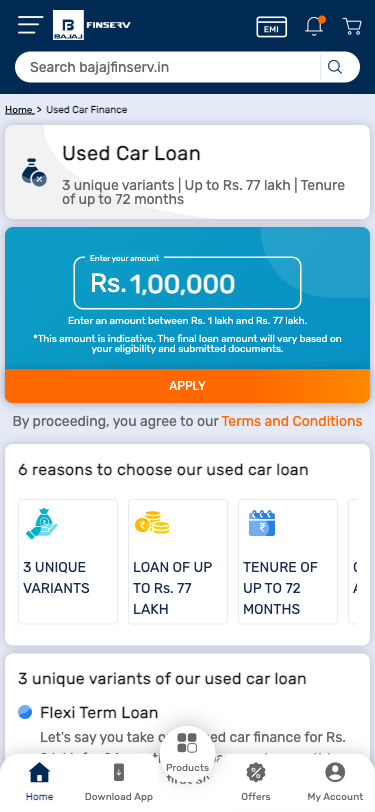 B
BAJAJ
FINSERV
EMI
Search bajajfinserv.in
Home > Used Car Finance
Used Car Loan
3 unique variants | Up to Rs. 77 lakh | Tenure
of up to 72 months
Enter your amount
Rs. 1,00,000
Enter an amount between Rs. 1 lakh and Rs. 77 lakh.
*This amount is indicative. The final loan amount will vary based on
your eligibility and submitted documents.
APPLY
By proceeding, you agree to our Terms and Conditions
6 reasons to choose our used car loan
3 UNIQUE
VARIANTS
LOAN OF UP
TO Rs. 77
LAKH
TENURE OF
UP TO 72
MONTHS
3 unique variants of our used car loan
Flexi Term Loan
Let's say you take car finance for Rs.
Products
Home
Download App
Offers
My Account